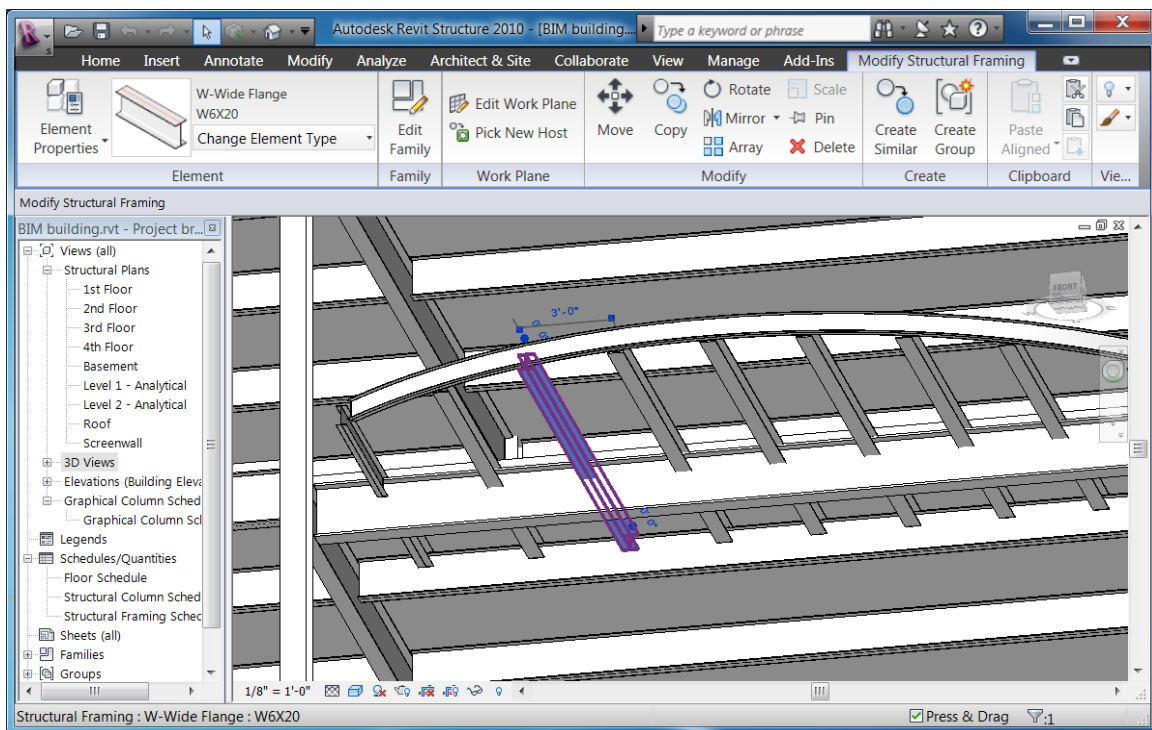 Autodesk Revit Structure 2010 - [BIM building....
Type a keyword or phrase
Home Insert Annotate Modify Analyze Architect & Site Collaborate View Manage Add-Ins Modify Structural Framing
Element Properties
W-Wide Flange
W6X20
Change Element Type
Edit Family
Edit Work Plane
Pick New Host
Move
Copy
Rotate
Scale
Mirror
Pin
Array
Delete
Create Similar
Create Group
Paste Aligned
Element Family Work Plane Modify Create Clipboard Vie...
Modify Structural Framing
BIM building.rvt - Project br...
Views (all)
Structural Plans
1st Floor
2nd Floor
3rd Floor
4th Floor
Basement
Level 1 - Analytical
Level 2 - Analytical
Roof
Screenwall
3D Views
Elevations (Building Eleva
Graphical Column Sched
Graphical Column Scl
Legends
Schedules/Quantities
Floor Schedule
Structural Column Sched
Structural Framing Schec
Sheets (all)
Families
Groups
3'-0"
FRONT
1/8" = 1'-0"
Structural Framing : W-Wide Flange : W6X20
Press & Drag
:1